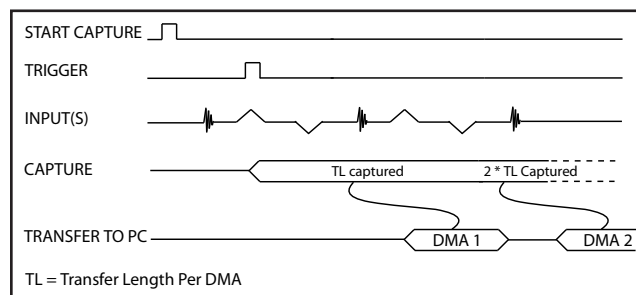 START CAPTURE
TRIGGER
INPUT(S)
CAPTURE
TL captured
2 * TL Captured
TRANSFER TO PC
DMA 1
DMA 2
TL = Transfer Length Per DMA